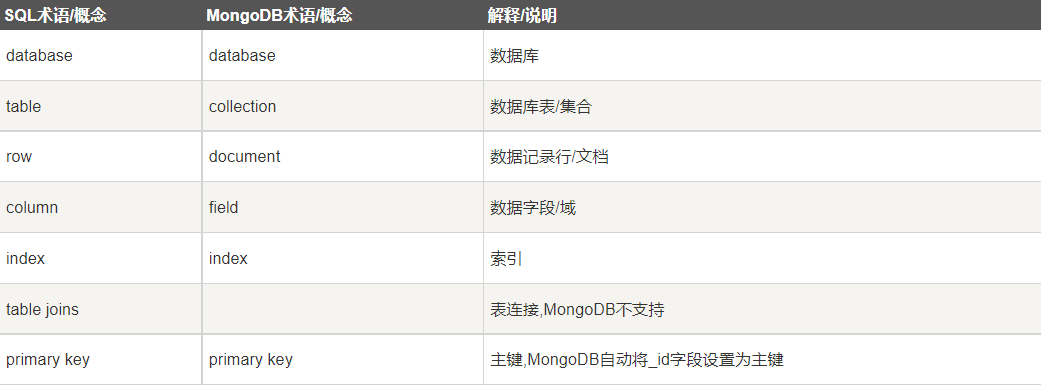 SQL术语/概念 MongoDB术语/概念 解释/说明
database database 数据库
table collection 数据库表/集合
row document 数据记录行/文档
column field 数据字段/域
index index 索引
table joins 表连接,MongoDB不支持
primary key primary key 主键,MongoDB自动将_id字段设置为主键